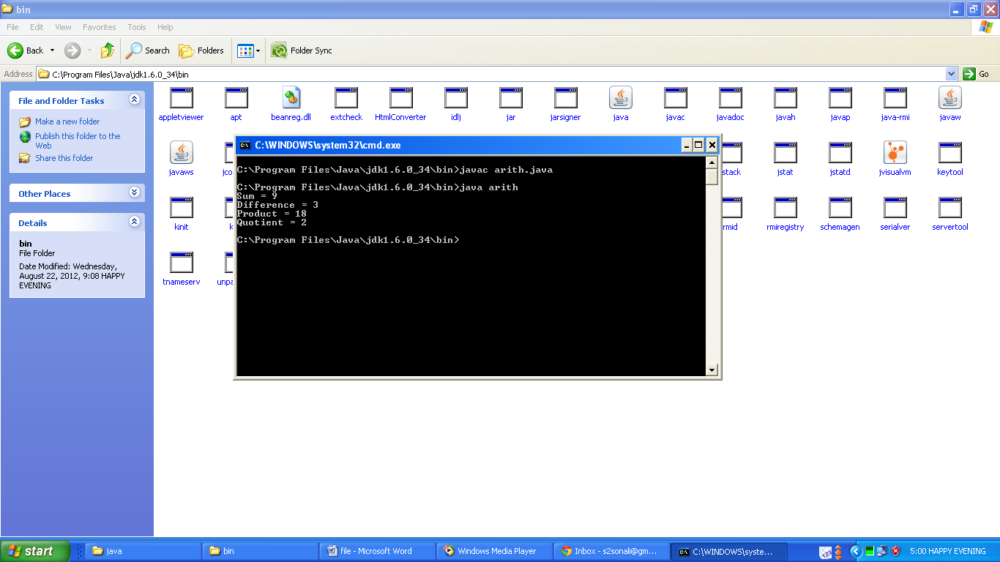 bin
File Edit View Favorites Tools Help
Back Search Folders Folder Sync
Address C:\Program Files\Java\jdk1.6.0_34\bin Go
File and Folder Tasks
Make a new folder
Publish this folder to the
Web
Share this folder
Other Places
Details
bin
File Folder
Date Modified: Wednesday,
August 22, 2012, 9:08 HAPPY
EVENING
appletviewer apt beanreg.dll extcheck HtmlConverter idlj jar jarsigner java javac javadoc javah javap java-rmi javaw
javaws jstat jstatd jvisualvm keytool
kinit rmid rmiregistry schemagen serialver servertool
tnameserv
C:\WINDOWS\system32\cmd.exe
C:\Program Files\Java\jdk1.6.0_34\bin>javac arith.java
C:\Program Files\Java\jdk1.6.0_34\bin>java arith
Sum = 9
Difference = 3
Product = 18
Quotient = 2
C:\Program Files\Java\jdk1.6.0_34\bin>
start java bin file - Microsoft Word Windows Media Player Inbox - s2sonali@gm... C:\WINDOWS\syste... 5:00 HAPPY EVENING